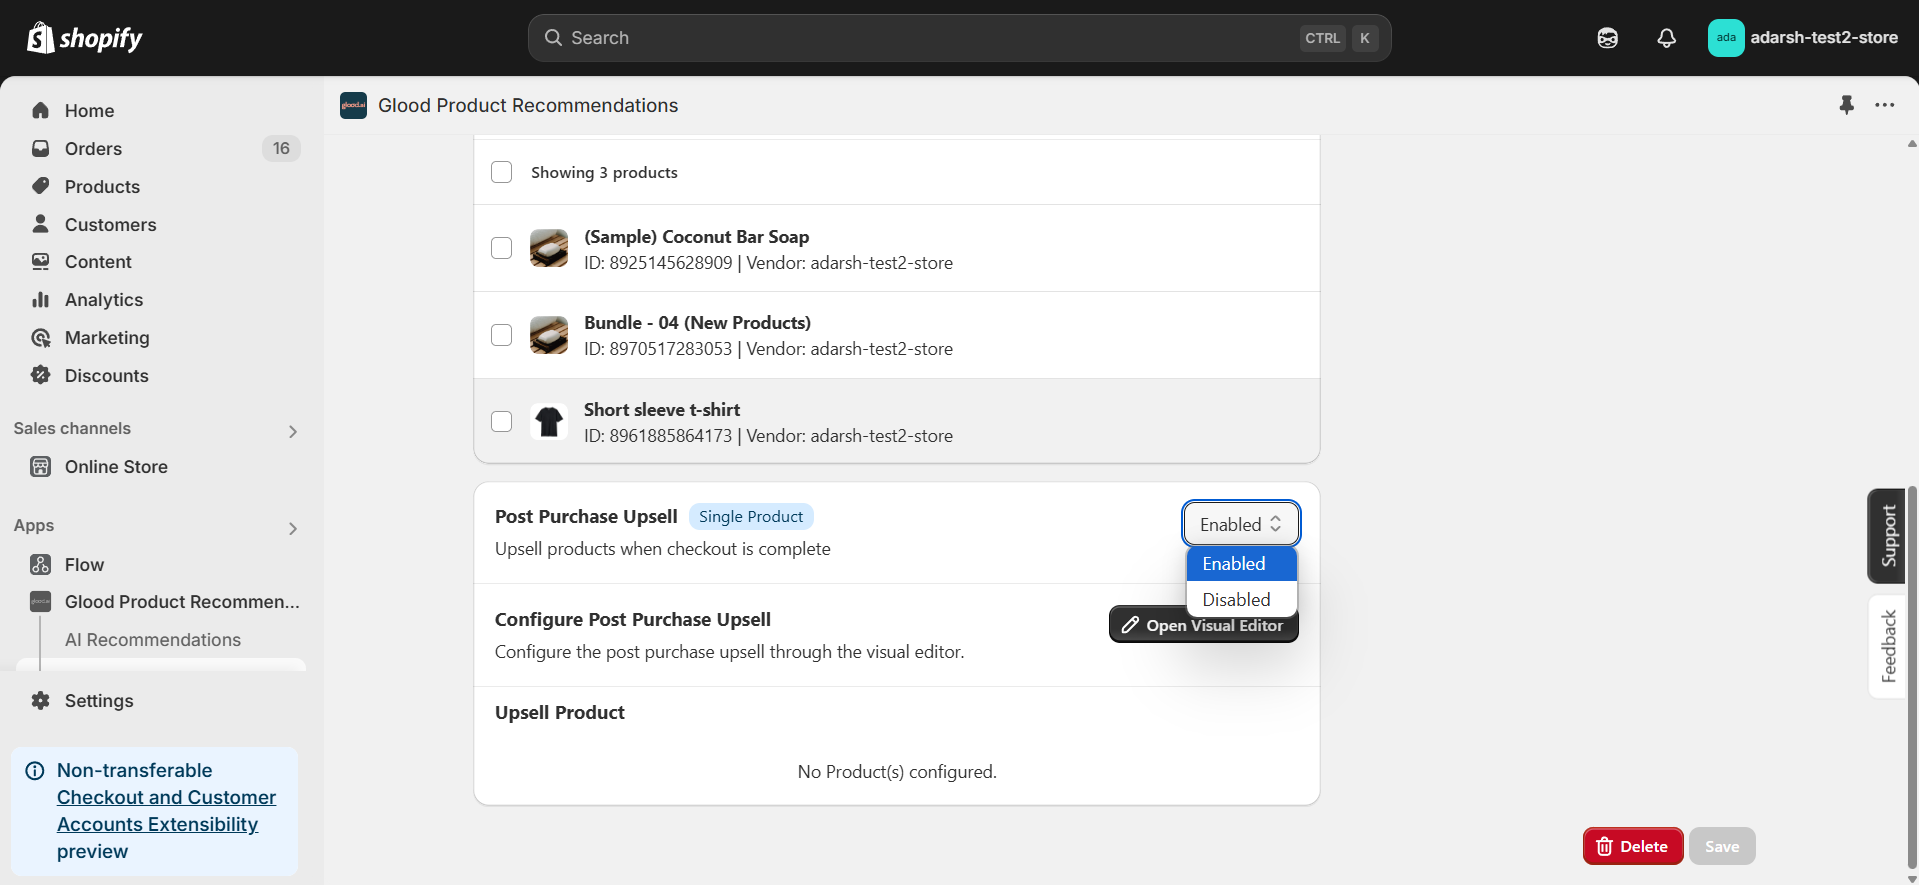 shopify
Search
CTRL K
ada
adarsh-test2-store
Home
Orders
16
Products
Customers
Content
Analytics
Marketing
Discounts
Sales channels
Online Store
Apps
Flow
Glood Product Recommen...
AI Recommendations
Settings
Non-transferable
Checkout and Customer
Accounts Extensibility
preview
glood.ai
Glood Product Recommendations
Showing 3 products
(Sample) Coconut Bar Soap
ID: 8925145628909 | Vendor: adarsh-test2-store
Bundle - 04 (New Products)
ID: 8970517283053 | Vendor: adarsh-test2-store
Short sleeve t-shirt
ID: 8961885864173 | Vendor: adarsh-test2-store
Post Purchase Upsell
Single Product
Upsell products when checkout is complete
Enabled
Enabled
Disabled
Configure Post Purchase Upsell
Configure the post purchase upsell through the visual editor.
Open Visual Editor
Upsell Product
No Product(s) configured.
Support
Feedback
Delete
Save